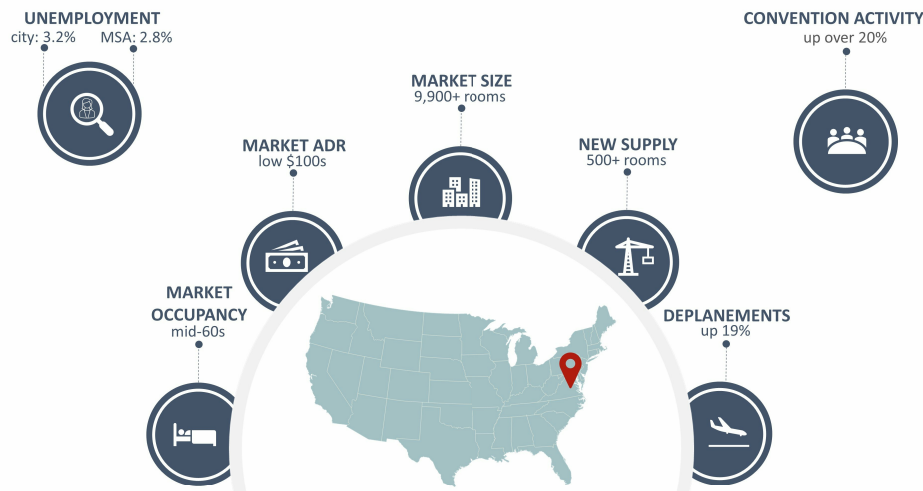 UNEMPLOYMENT
city: 3.2% MSA: 2.8%
CONVENTION ACTIVITY
up over 20%
MARKET SIZE
9,900+ rooms
MARKET ADR
low $100s
NEW SUPPLY
500+ rooms
MARKET
OCCUPANCY
mid-60s
DEPLANEMENTS
up 19%